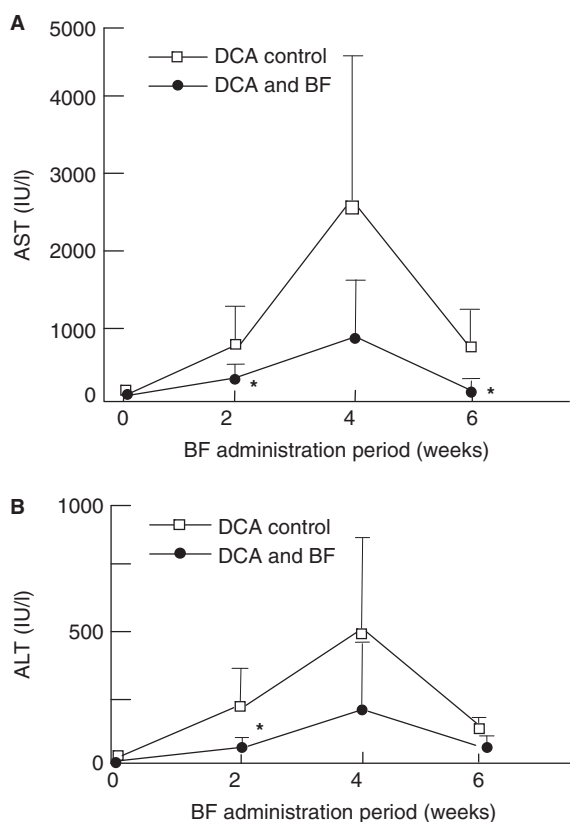 A
5000
4000
3000
2000
1000
0
AST (IU/l)
DCA control
DCA and BF
*
*
0 2 4 6
BF administration period (weeks)
B
1000
500
0
ALT (IU/l)
DCA control
DCA and BF
*
0 2 4 6
BF administration period (weeks)